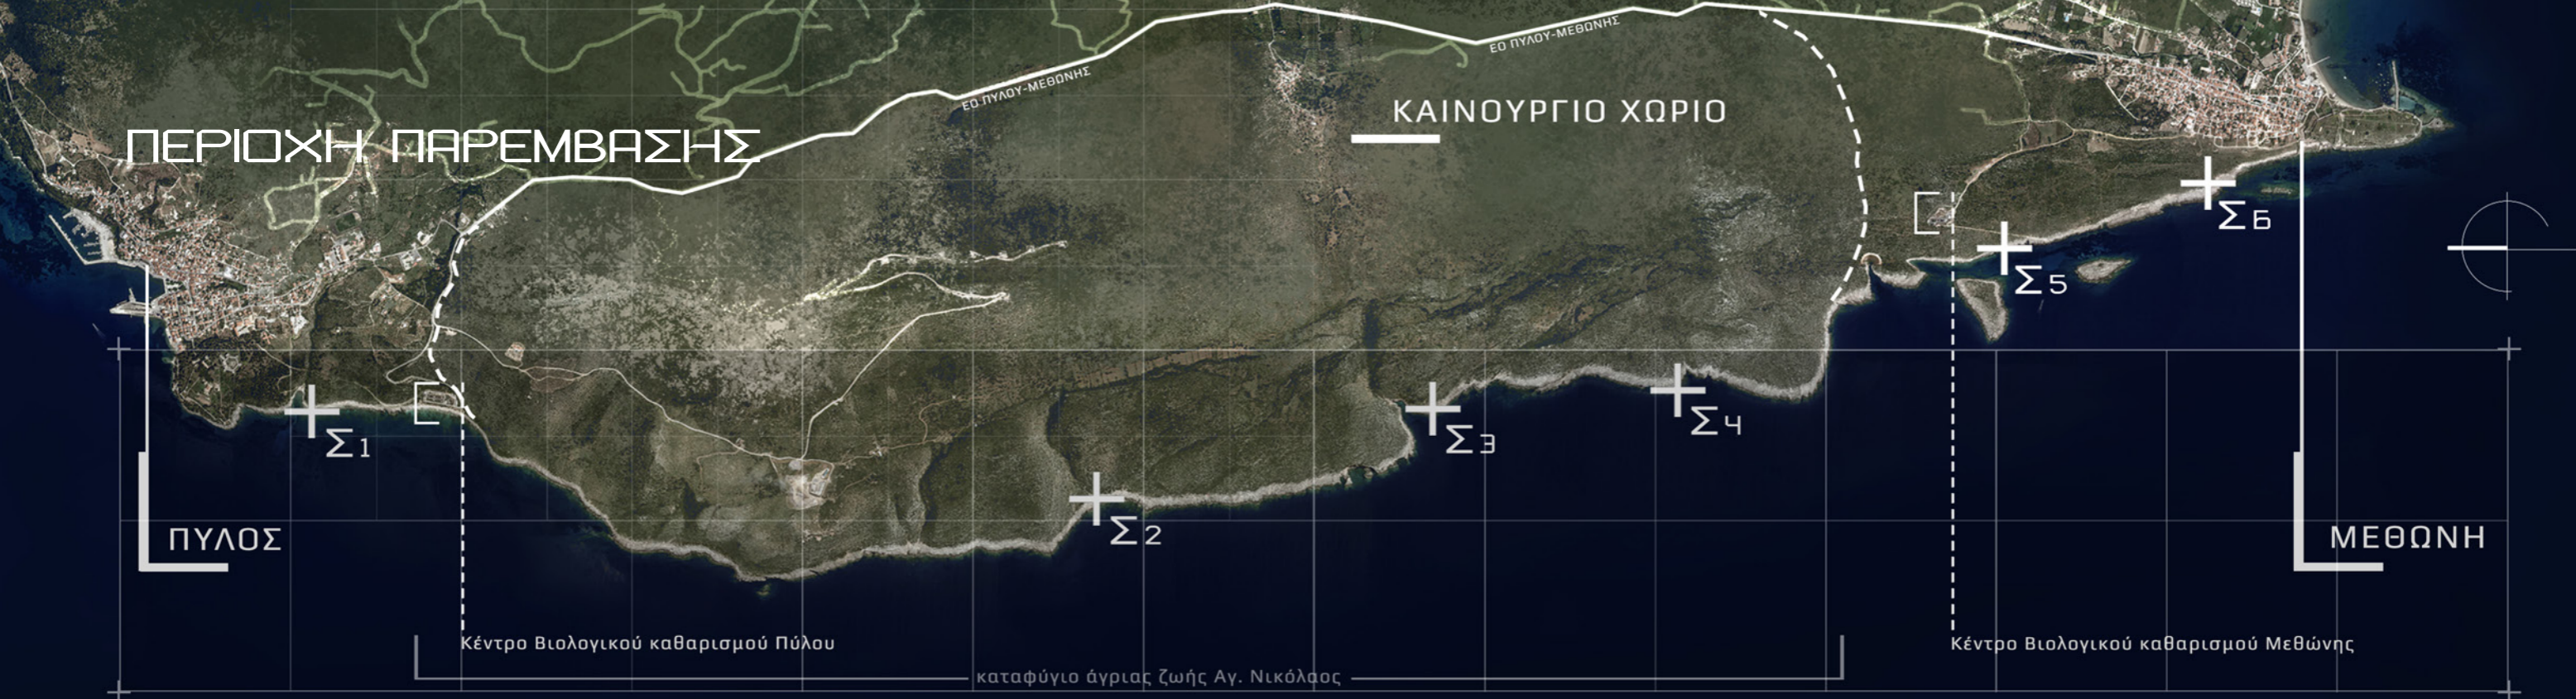 ΕΟ ΠΥΛΟΥ-ΜΕΘΩΝΗΣ
ΕΟ ΠΥΛΟΥ-ΜΕΘΩΝΗΣ
ΚΑΙΝΟΥΡΓΙΟ ΧΩΡΙΟ
ΠΕΡΙΟΧΗ ΠΑΡΕΜΒΑΣΗΣ
Σ6
Σ5
Σ1
Σ3
Σ4
Σ2
ΠΥΛΟΣ
ΜΕΘΩΝΗ
Κέντρο Βιολογικού καθαρισμού Πύλου
Κέντρο Βιολογικού καθαρισμού Μεθώνης
καταφύγιο άγριας ζωής Αγ. Νικόλαος